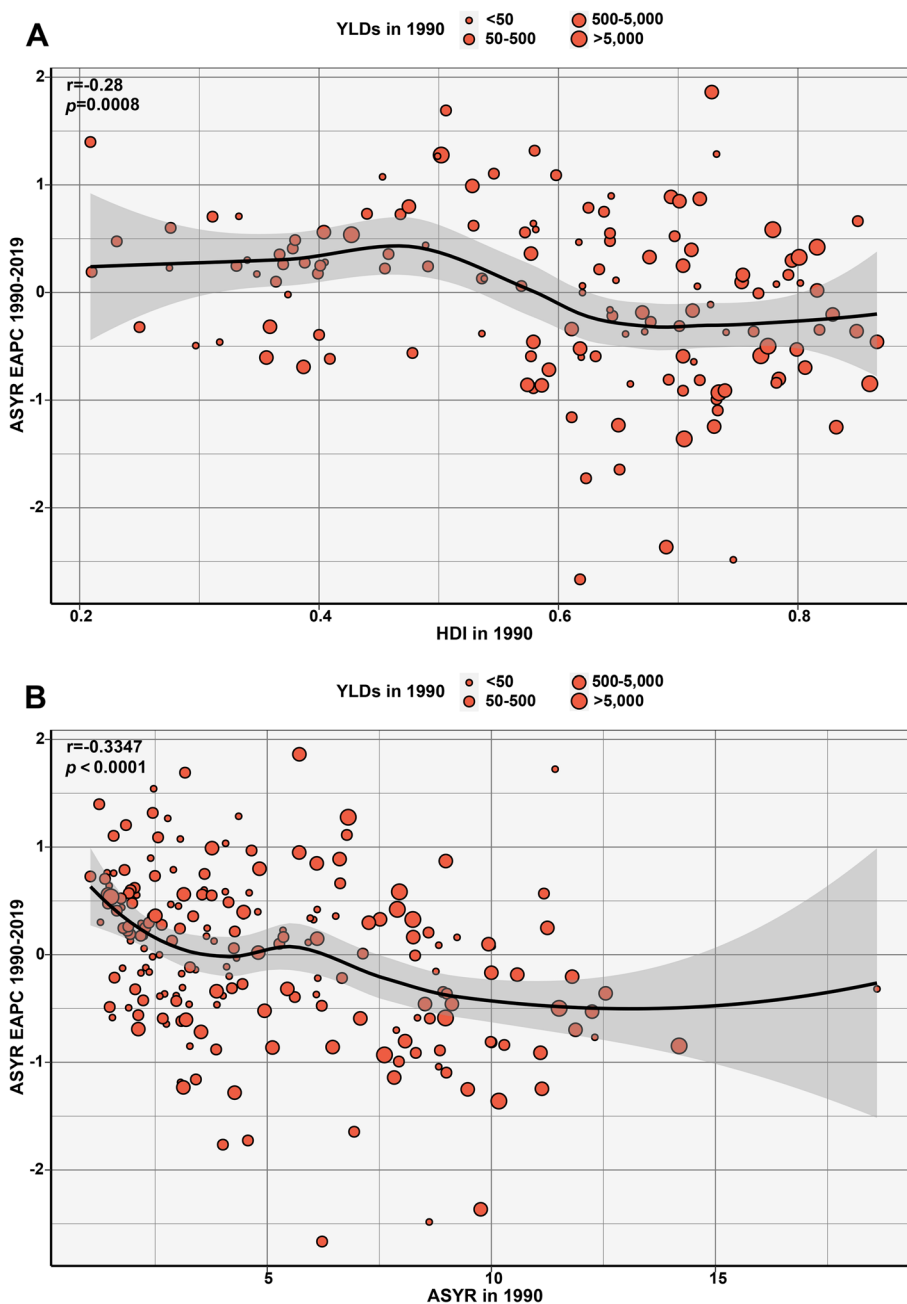 A
YLDs in 1990
<50
500-5,000
50-500
>5,000
r=-0.28
p=0.0008
2
1
0
-1
-2
ASYR EAPC 1990-2019
0.2
0.4
0.6
0.8
HDI in 1990
B
YLDs in 1990
<50
500-5,000
50-500
>5,000
r=-0.3347
p < 0.0001
2
1
0
-1
-2
ASYR EAPC 1990-2019
5
10
15
ASYR in 1990